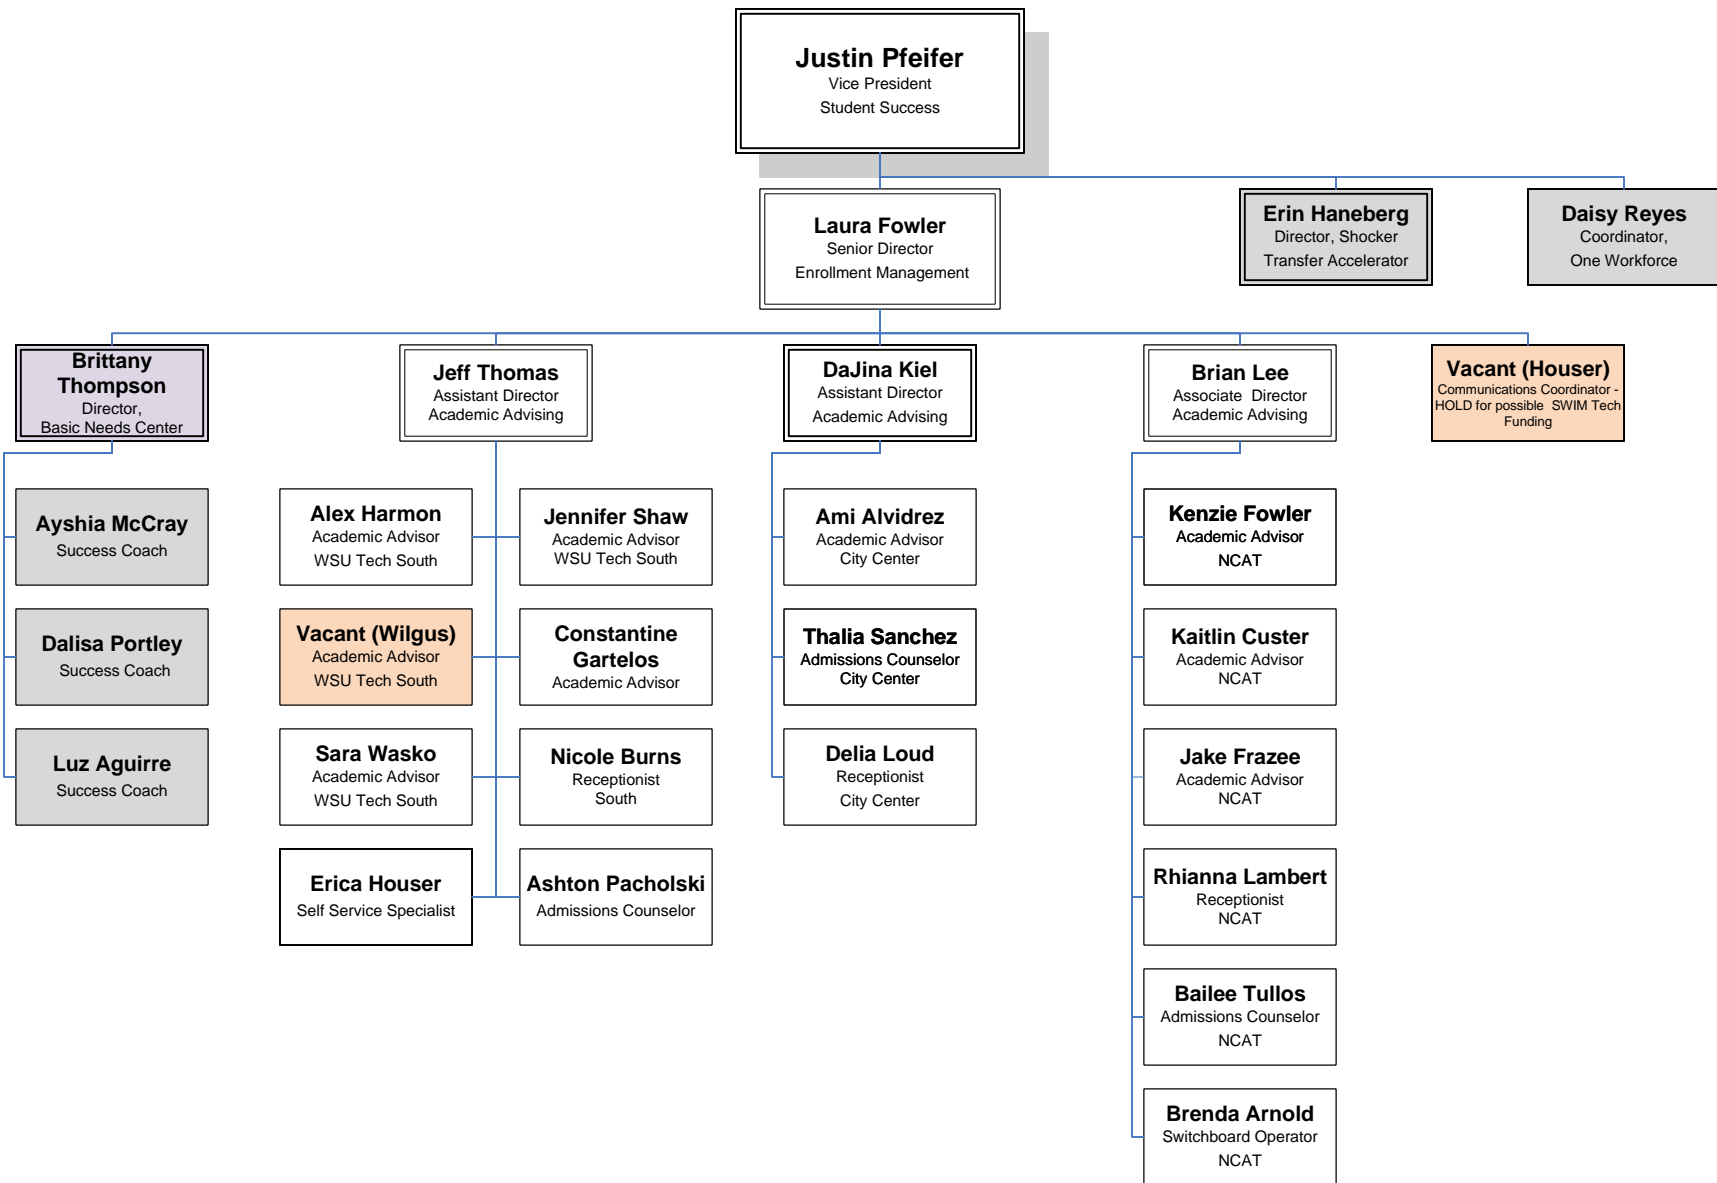 Justin Pfeifer
Vice President
Student Success
Laura Fowler
Senior Director
Enrollment Management
Erin Haneberg
Director, Shocker
Transfer Accelerator
Daisy Reyes
Coordinator,
One Workforce
Brittany
Thompson
Director,
Basic Needs Center
Jeff Thomas
Assistant Director
Academic Advising
DaJina Kiel
Assistant Director
Academic Advising
Brian Lee
Associate  Director
Academic Advising
Vacant (Houser)
Communications Coordinator -
HOLD for possible  SWIM Tech
Funding
Ayshia McCray
Success Coach
Alex Harmon
Academic Advisor
WSU Tech South
Jennifer Shaw
Academic Advisor
WSU Tech South
Ami Alvidrez
Academic Advisor
City Center
Kenzie Fowler
Academic Advisor
NCAT
Dalisa Portley
Success Coach
Vacant (Wilgus)
Academic Advisor
WSU Tech South
Constantine
Gartelos
Academic Advisor
Thalia Sanchez
Admissions Counselor
City Center
Kaitlin Custer
Academic Advisor
NCAT
Luz Aguirre
Success Coach
Sara Wasko
Academic Advisor
WSU Tech South
Nicole Burns
Receptionist
South
Delia Loud
Receptionist
City Center
Jake Frazee
Academic Advisor
NCAT
Erica Houser
Self Service Specialist
Ashton Pacholski
Admissions Counselor
Rhianna Lambert
Receptionist
NCAT
Bailee Tullos
Admissions Counselor
NCAT
Brenda Arnold
Switchboard Operator
NCAT